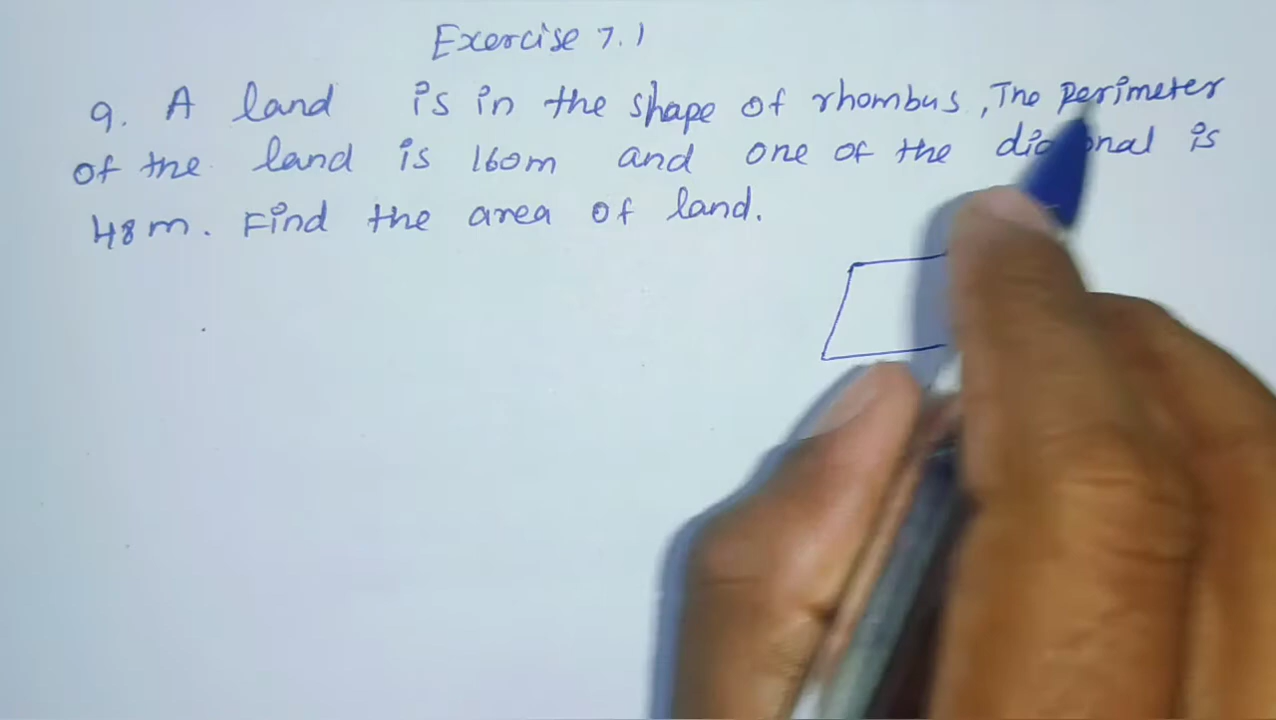 Exercise 7.1
9. A land is in the shape of rhombus, The Perimeter
of the land is 160m and one of the is
48m. Find the area of land.